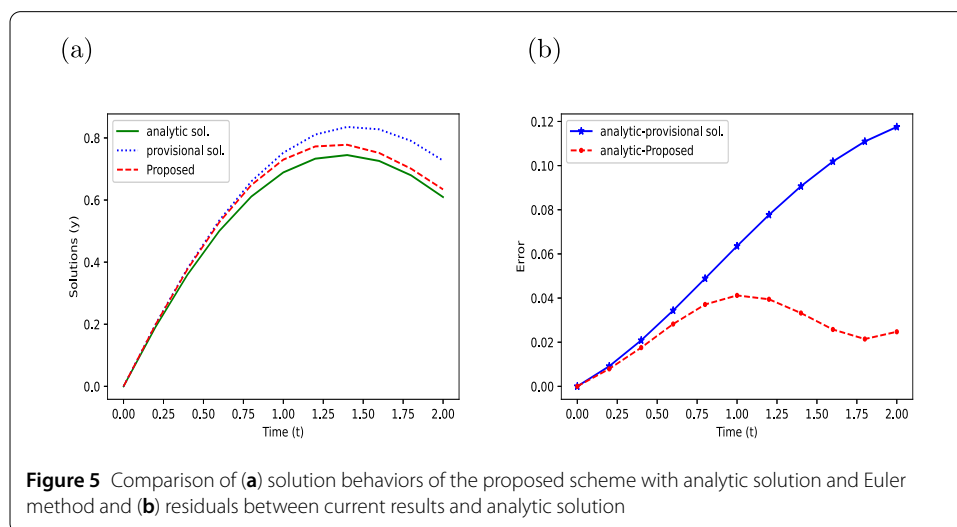 (a)
analytic sol.
provisional sol.
Proposed
Solutions (y)
0.8
0.6
0.4
0.2
0.0
0.00 0.25 0.50 0.75 1.00 1.25 1.50 1.75 2.00
Time (t)
(b)
analytic-provisional sol.
analytic-Proposed
Error
0.12
0.10
0.08
0.06
0.04
0.02
0.00
0.00 0.25 0.50 0.75 1.00 1.25 1.50 1.75 2.00
Time (t)
Figure 5 Comparison of (a) solution behaviors of the proposed scheme with analytic solution and Euler
method and (b) residuals between current results and analytic solution